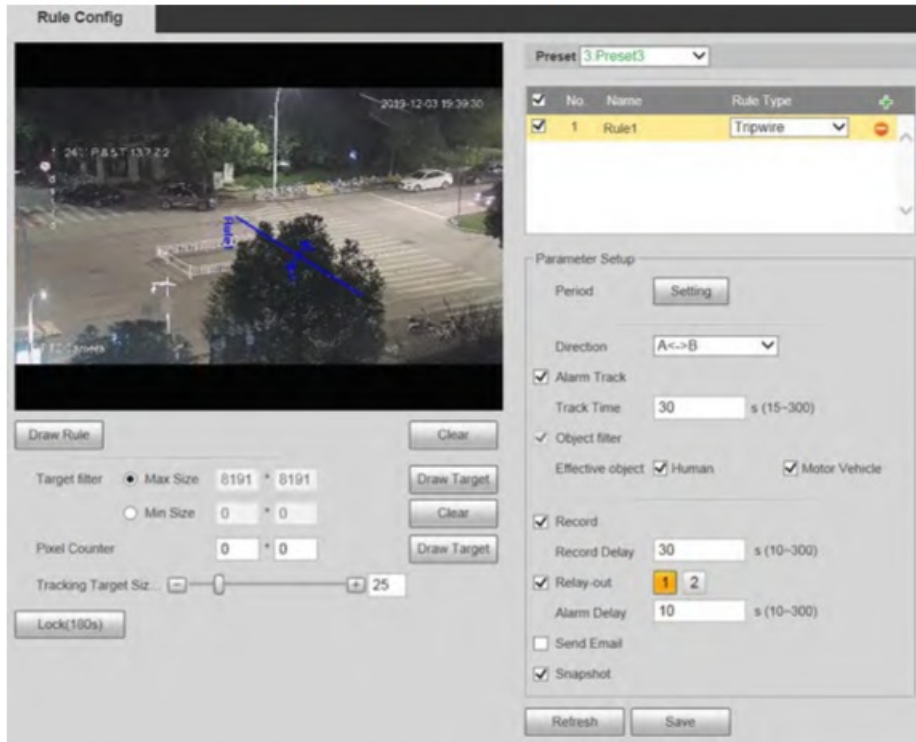 Rule Config
Preset 3.Preset3
2019-12-03 19:39:30
No. Name Rule Type
1 Rule1 Tripwire
Rule1
Parameter Setup
Period Setting
Direction A<->B
Alarm Track
Track Time 30 s (15~300)
Draw Rule Clear
Object filter
Target filter Max Size 8191 * 8191 Draw Target
Effective object Human Motor Vehicle
Min Size 0 * 0 Clear
Record
Pixel Counter 0 * 0 Draw Target
Record Delay 30 s (10~300)
Tracking Target Siz... 25
Relay-out 1 2
Alarm Delay 10 s (10~300)
Lock(180s)
Send Email
Snapshot
Refresh Save